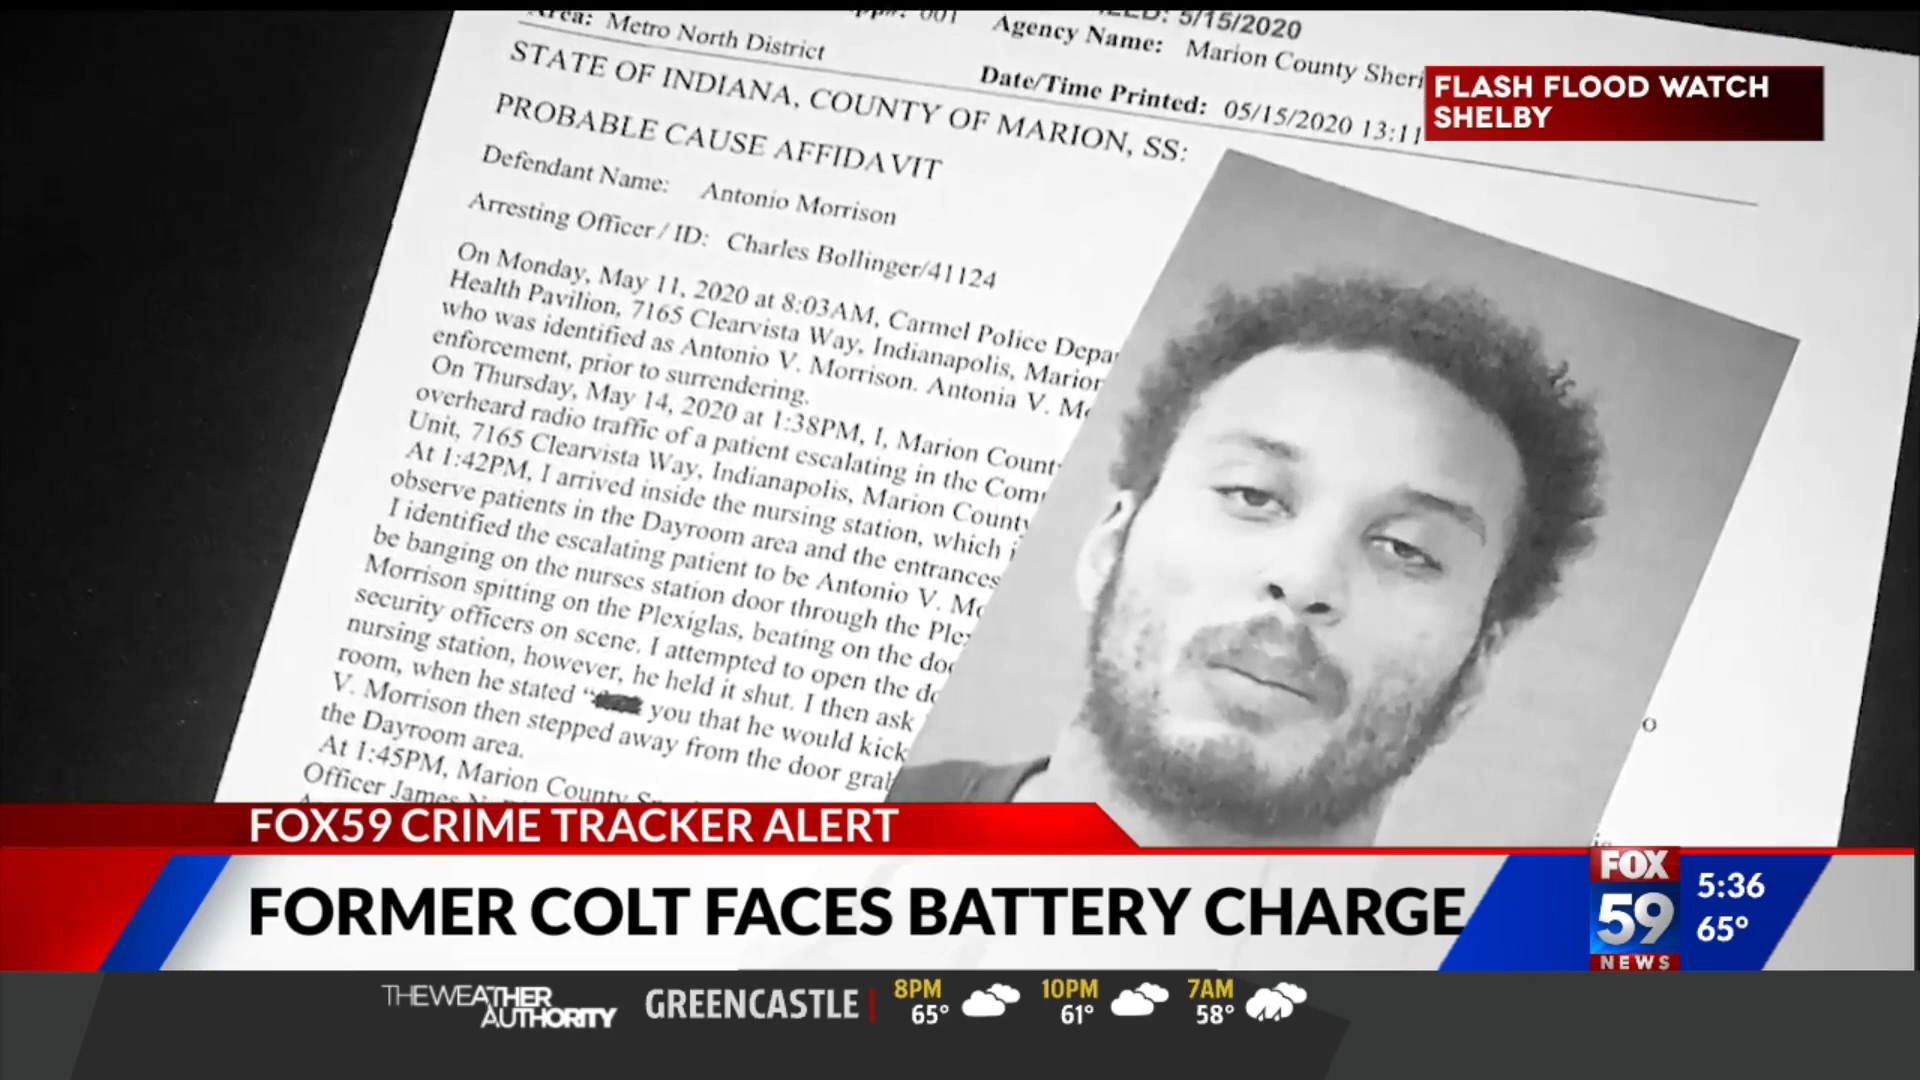 Area: Metro North District
001
FILED: 5/15/2020
Agency Name: Marion County Sheri
Date/Time Printed: 05/15/2020 13:11
STATE OF INDIANA, COUNTY OF MARION, SS:
PROBABLE CAUSE AFFIDAVIT
Defendant Name: Antonio Morrison
Arresting Officer / ID: Charles Bollinger/41124
On Monday, May 11, 2020 at 8:03AM, Carmel Police Depa
Health Pavilion, 7165 Clearvista Way, Indianapolis, Marion
who was identified as Antonio V. Morrison. Antonia V. Mo
enforcement, prior to surrendering.
On Thursday, May 14, 2020 at 1:38PM, I, Marion Count
overheard radio traffic of a patient escalating in the Com
Unit, 7165 Clearvista Way, Indianapolis, Marion County
At 1:42PM, I arrived inside the nursing station, which i
observe patients in the Dayroom area and the entrances
I identified the escalating patient to be Antonio V. Mo
be banging on the nurses station door through the Ple
Morrison spitting on the Plexiglas, beating on the doo
security officers on scene. I attempted to open the do
nursing station, however, he held it shut. I then ask
room, when he stated " you that he would kick
V. Morrison then stepped away from the door gral
the Dayroom area.
At 1:45PM, Marion County
Officer James
FLASH FLOOD WATCH
SHELBY
FOX59 CRIME TRACKER ALERT
FORMER COLT FACES BATTERY CHARGE
FOX
59
NEWS
5:36
65°
THE WEATHER
AUTHORITY
GREENCASTLE
8PM
65°
10PM
61°
7AM
58°